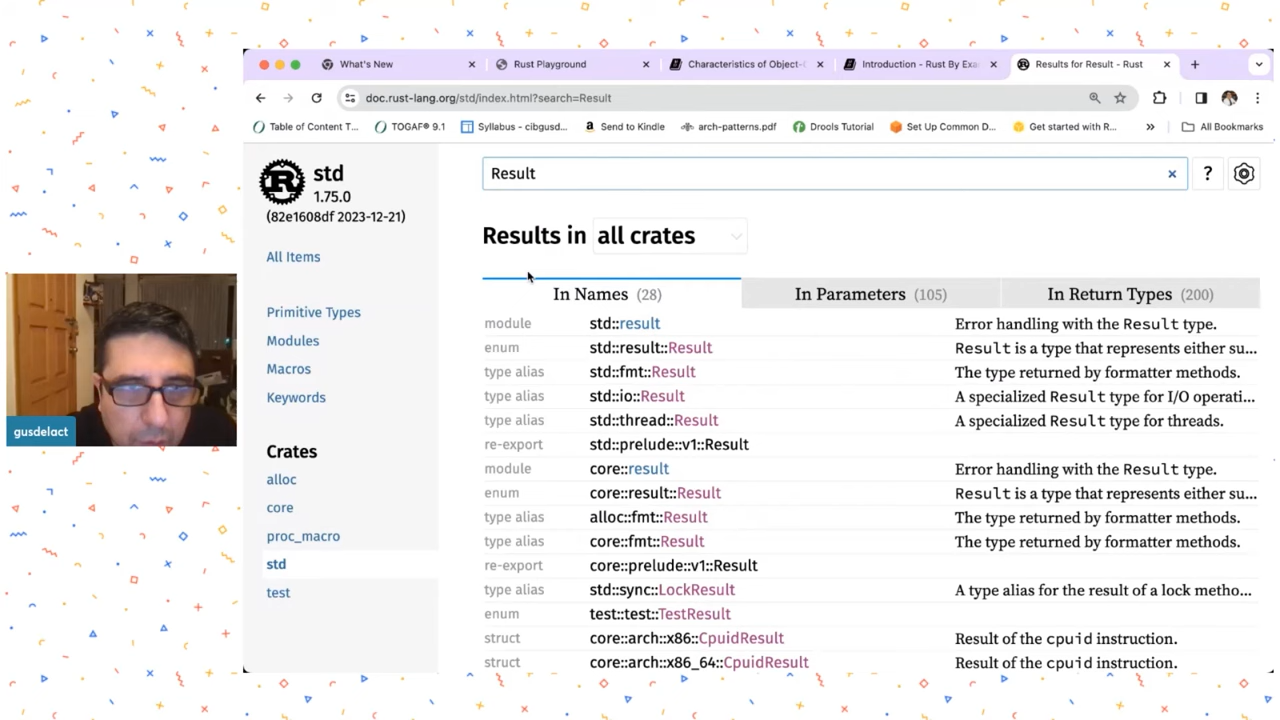 What's New
Rust Playground
Characteristics of Object-
Introduction - Rust By Exa
Results for Result - Rust
doc.rust-lang.org/std/index.html?search=Result
Table of Content T...
TOGAF® 9.1
Syllabus - cibgusd...
Send to Kindle
arch-patterns.pdf
Drools Tutorial
Set Up Common D...
Get started with R...
All Bookmarks
std
1.75.0
(82e1608df 2023-12-21)
All Items
Primitive Types
Modules
Macros
Keywords
Crates
alloc
core
proc_macro
std
test
Result
?
Results in all crates
In Names (28) In Parameters (105) In Return Types (200)
module std::result Error handling with the Result type.
enum std::result::Result Result is a type that represents either su...
type alias std::fmt::Result The type returned by formatter methods.
type alias std::io::Result A specialized Result type for I/O operati...
type alias std::thread::Result A specialized Result type for threads.
re-export std::prelude::v1::Result
module core::result Error handling with the Result type.
enum core::result::Result Result is a type that represents either su...
type alias alloc::fmt::Result The type returned by formatter methods.
type alias core::fmt::Result The type returned by formatter methods.
re-export core::prelude::v1::Result
type alias std::sync::LockResult A type alias for the result of a lock metho...
enum test::test::TestResult
struct core::arch::x86::CpuidResult Result of the cpuid instruction.
struct core::arch::x86_64::CpuidResult Result of the cpuid instruction.
gusdelact